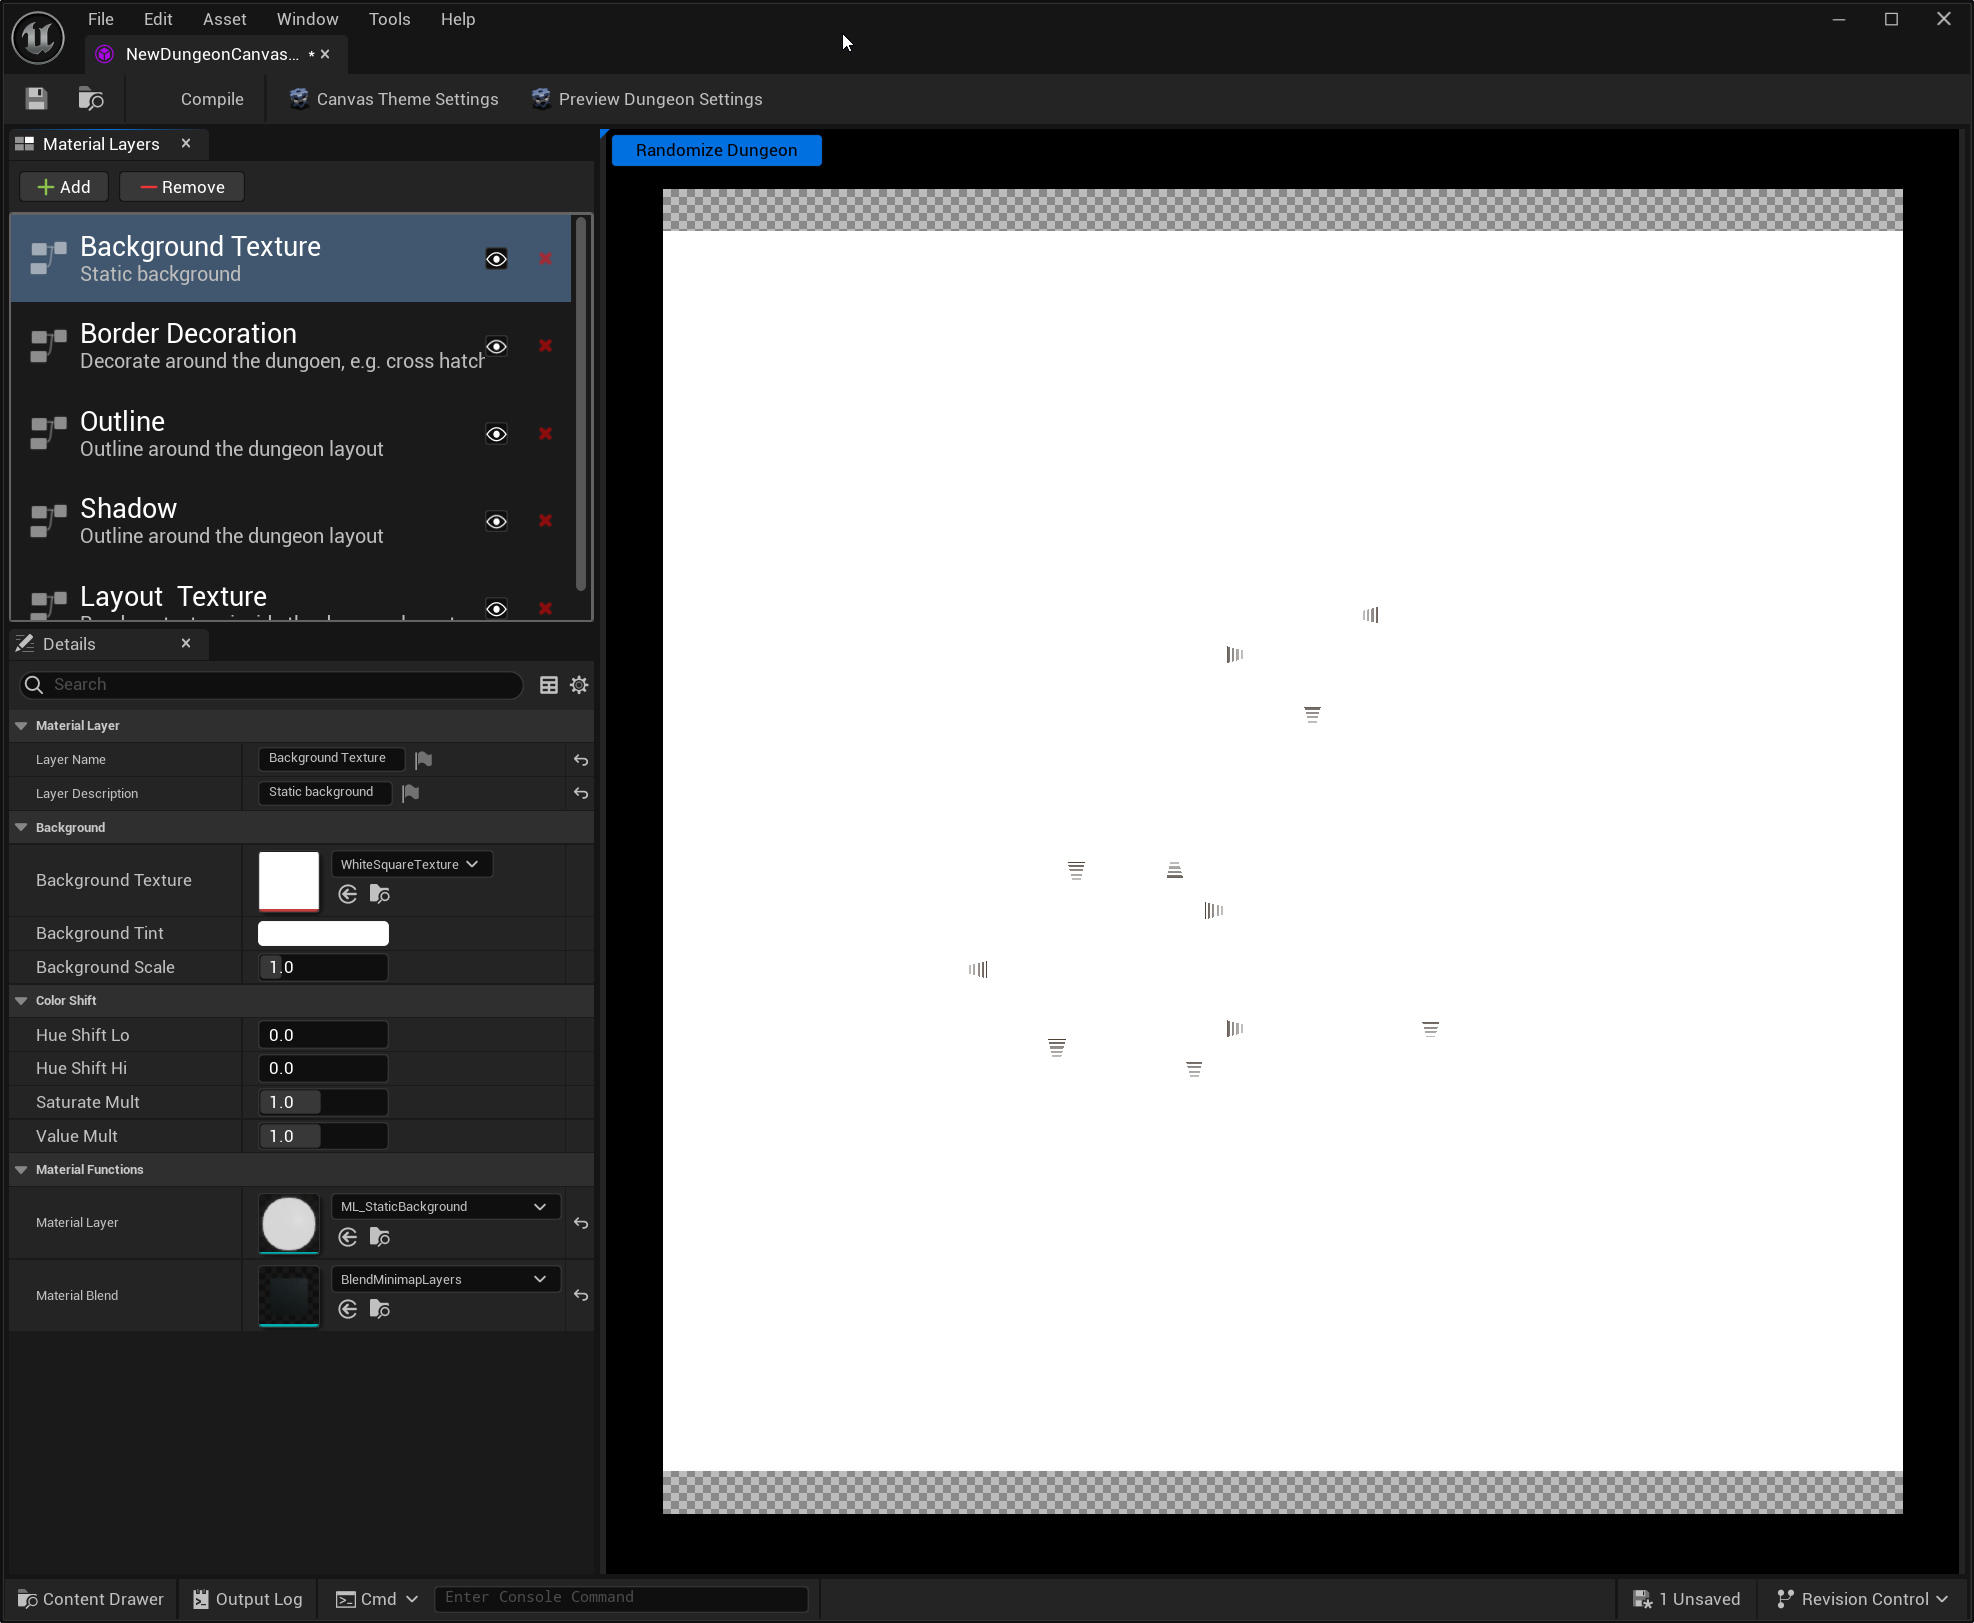 File Edit Asset Window Tools Help
NewDungeonCanvas... *
Compile Canvas Theme Settings Preview Dungeon Settings
Material Layers
Randomize Dungeon
Add Remove
Background Texture
Static background
Border Decoration
Decorate around the dungoen, e.g. cross hatch
Outline
Outline around the dungeon layout
Shadow
Outline around the dungeon layout
Layout Texture
Details
Search
Material Layer
Layer Name Background Texture
Layer Description Static background
Background
Background Texture WhiteSquareTexture
Background Tint
Background Scale 1.0
Color Shift
Hue Shift Lo 0.0
Hue Shift Hi 0.0
Saturate Mult 1.0
Value Mult 1.0
Material Functions
Material Layer ML_StaticBackground
Material Blend BlendMinimapLayers
Content Drawer Output Log Cmd Enter Console Command 1 Unsaved Revision Control